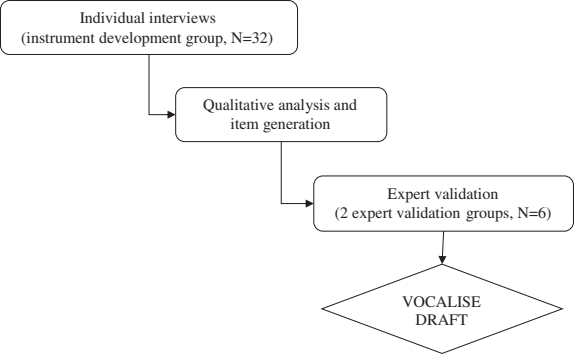 Individual interviews
(instrument development group, N=32)
Qualitative analysis and
item generation
Expert validation
(2 expert validation groups, N=6)
VOCALISE
DRAFT